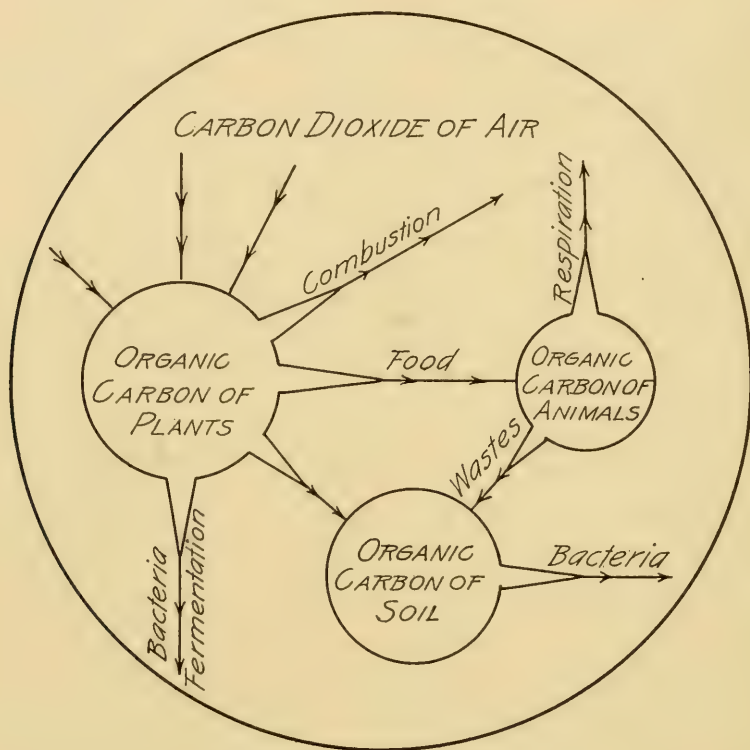 CARBON DIOXIDE OF AIR
Combustion
Respiration
ORGANIC
CARBON OF
PLANTS
Food
ORGANIC
CARBON OF
ANIMALS
Wastes
ORGANIC
CARBON OF
SOIL
Bacteria
Bacteria
Fermentation